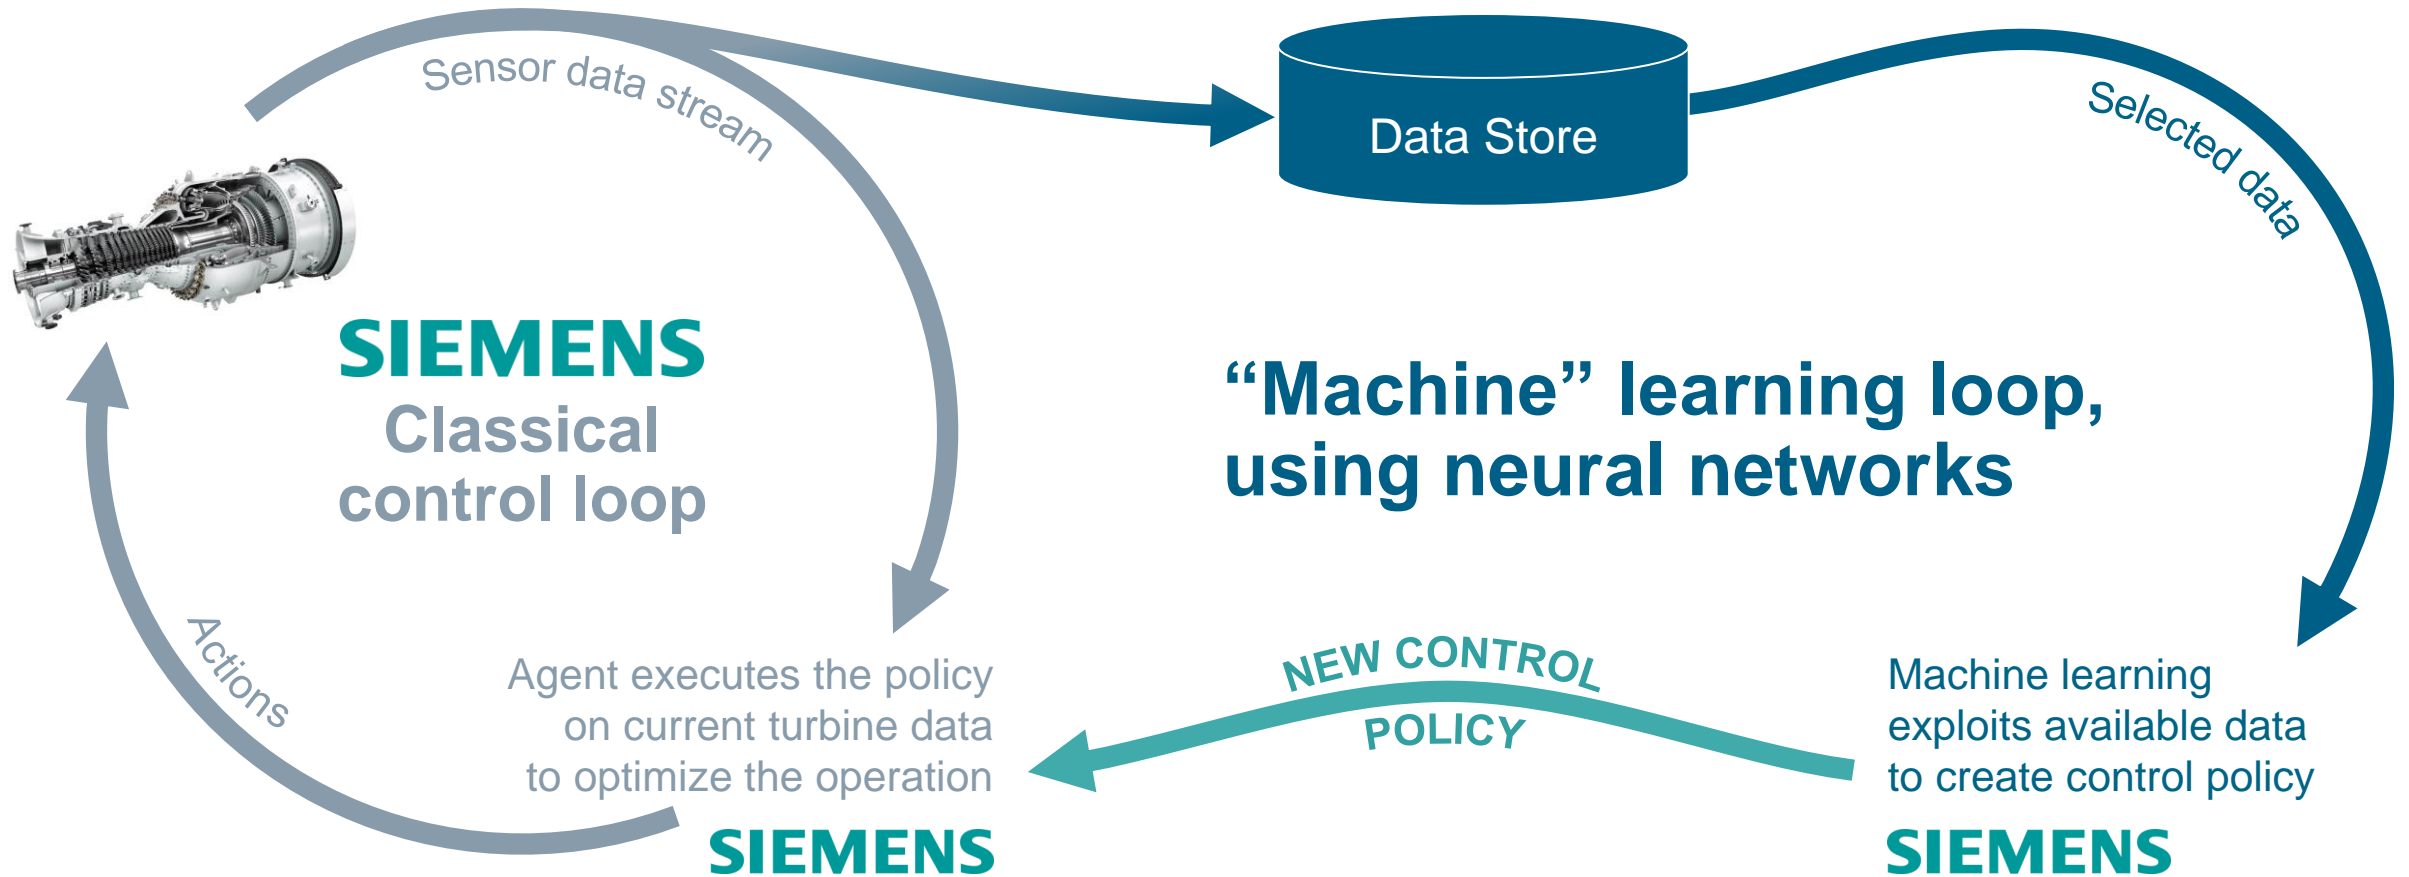 Sensor data stream
Data Store
Selected data
SIEMENS
Classical
control loop
“Machine” learning loop,
using neural networks
Actions
Agent executes the policy
on current turbine data
to optimize the operation
SIEMENS
NEW CONTROL
POLICY
Machine learning
exploits available data
to create control policy
SIEMENS